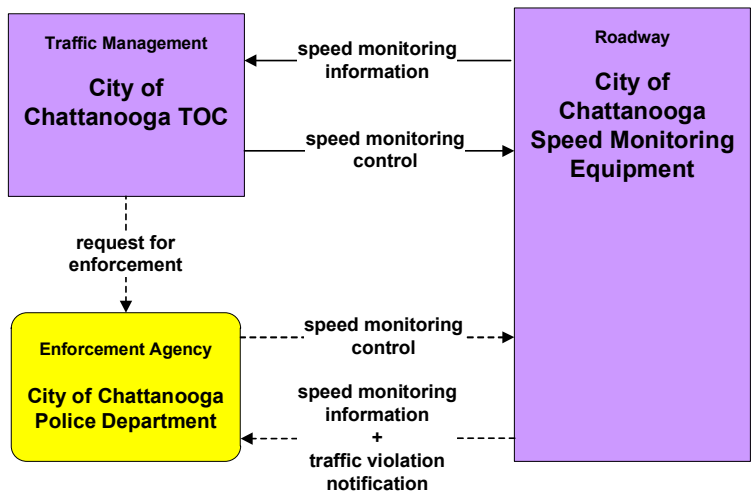 Traffic Management
City of
Chattanooga TOC
speed monitoring
information
Roadway
City of
Chattanooga
Speed Monitoring
Equipment
speed monitoring
control
request for
enforcement
Enforcement Agency
City of Chattanooga
Police Department
speed monitoring
control
speed monitoring
information
+
traffic violation
notification